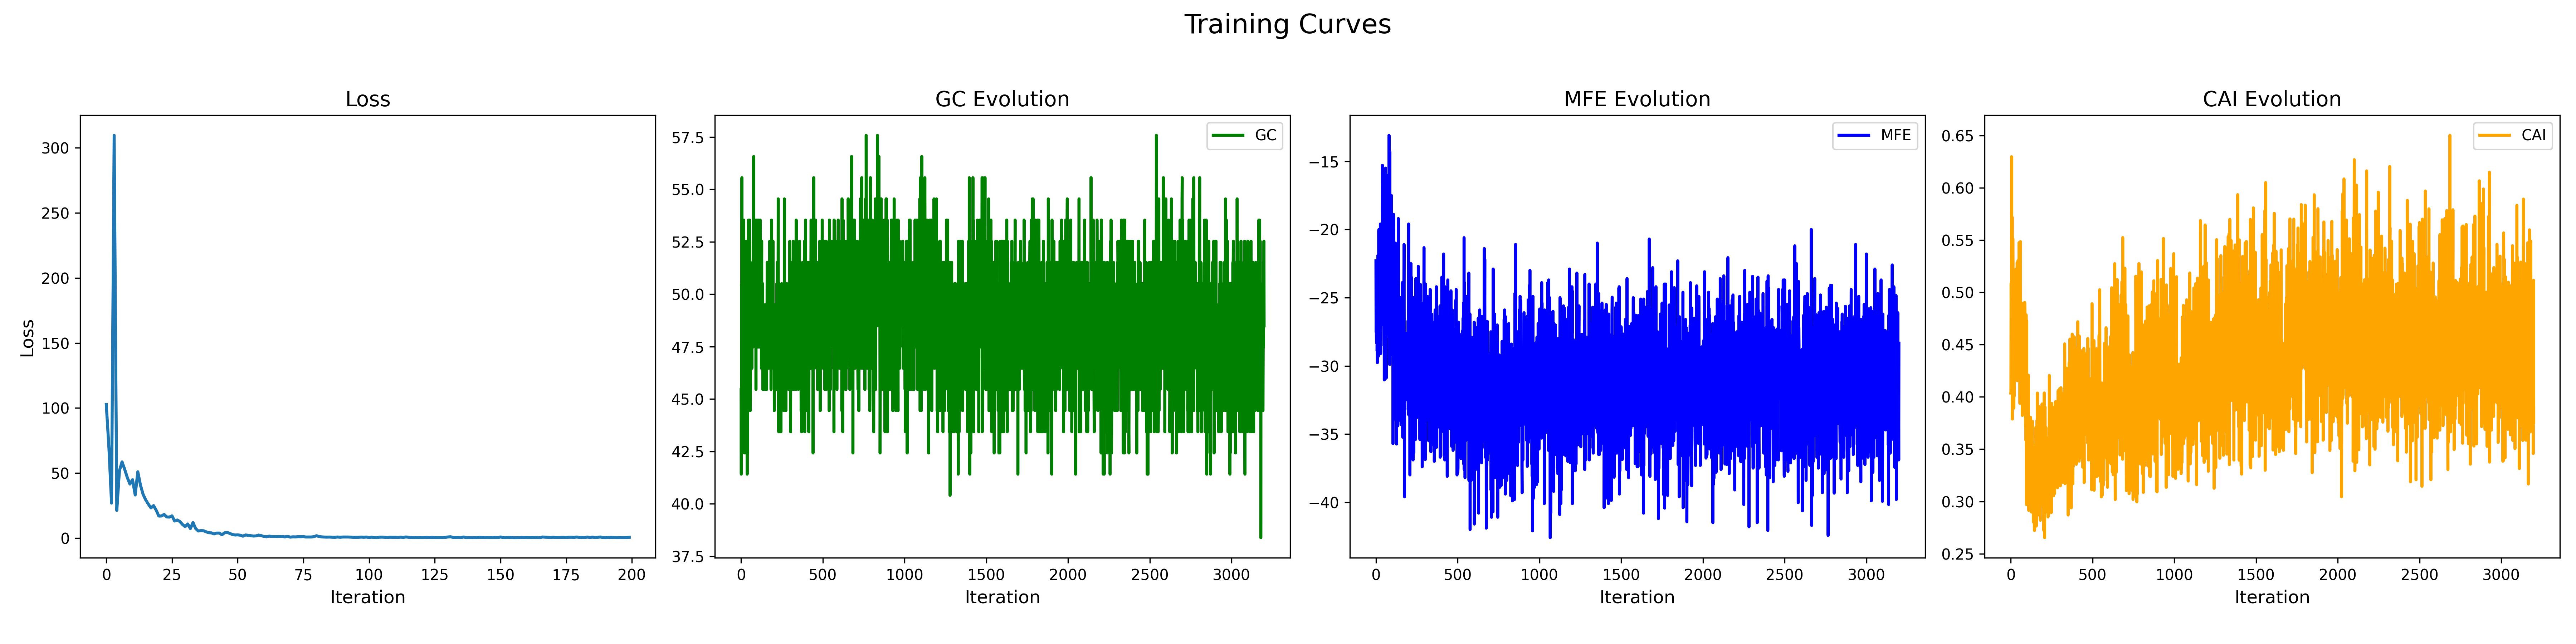 Training Curves
Loss
300
250
200
150
100
50
0
Loss
0 25 50 75 100 125 150 175 200
Iteration
GC Evolution
GC
57.5
55.0
52.5
50.0
47.5
45.0
42.5
40.0
37.5
0 500 1000 1500 2000 2500 3000
Iteration
MFE Evolution
MFE
−15
−20
−25
−30
−35
−40
0 500 1000 1500 2000 2500 3000
Iteration
CAI Evolution
CAI
0.65
0.60
0.55
0.50
0.45
0.40
0.35
0.30
0.25
0 500 1000 1500 2000 2500 3000
Iteration